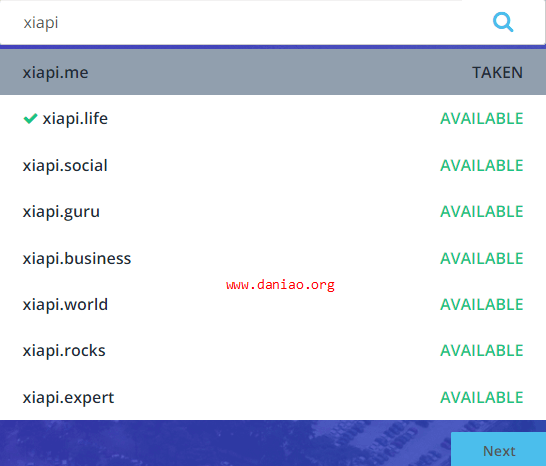 xiapi
xiapi.me TAKEN
xiapi.life AVAILABLE
xiapi.social AVAILABLE
xiapi.guru AVAILABLE
xiapi.business AVAILABLE
www.daniao.org
xiapi.world AVAILABLE
xiapi.rocks AVAILABLE
xiapi.expert AVAILABLE
Next